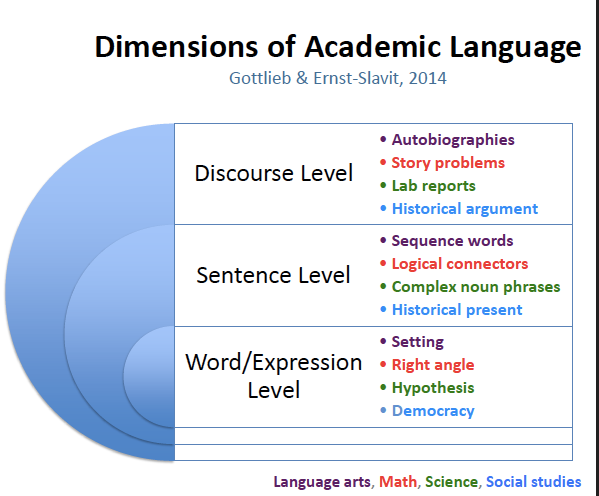 Dimensions of Academic Language
Gottlieb & Ernst-Slavit, 2014
Discourse Level
• Autobiographies
• Story problems
• Lab reports
• Historical argument
Sentence Level
• Sequence words
• Logical connectors
• Complex noun phrases
• Historical present
Word/Expression
Level
• Setting
• Right angle
• Hypothesis
• Democracy
Language arts, Math, Science, Social studies